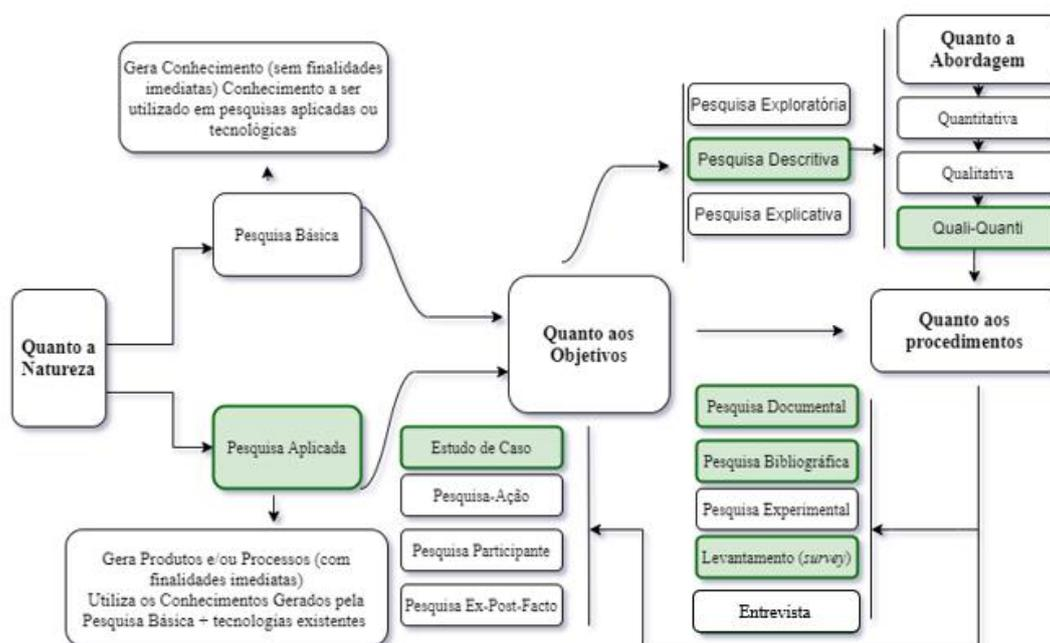 Gera Conhecimento (sem finalidades
imediatas) Conhecimento a ser
utilizado em pesquisas aplicadas ou
tecnológicas
Pesquisa Básica
Quanto a
Natureza
Pesquisa Aplicada
Gera Produtos e/ou Processos (com
finalidades imediatas)
Utiliza os Conhecimentos Gerados pela
Pesquisa Básica + tecnologias existentes
Quanto aos
Objetivos
Pesquisa Exploratória
Pesquisa Descritiva
Pesquisa Explicativa
Quanto a
Abordagem
Quantitativa
Qualitativa
Quali-Quanti
Quanto aos
procedimentos
Pesquisa Documental
Pesquisa Bibliográfica
Pesquisa Experimental
Levantamento (survey)
Entrevista
Estudo de Caso
Pesquisa-Ação
Pesquisa Participante
Pesquisa Ex-Post-Facto